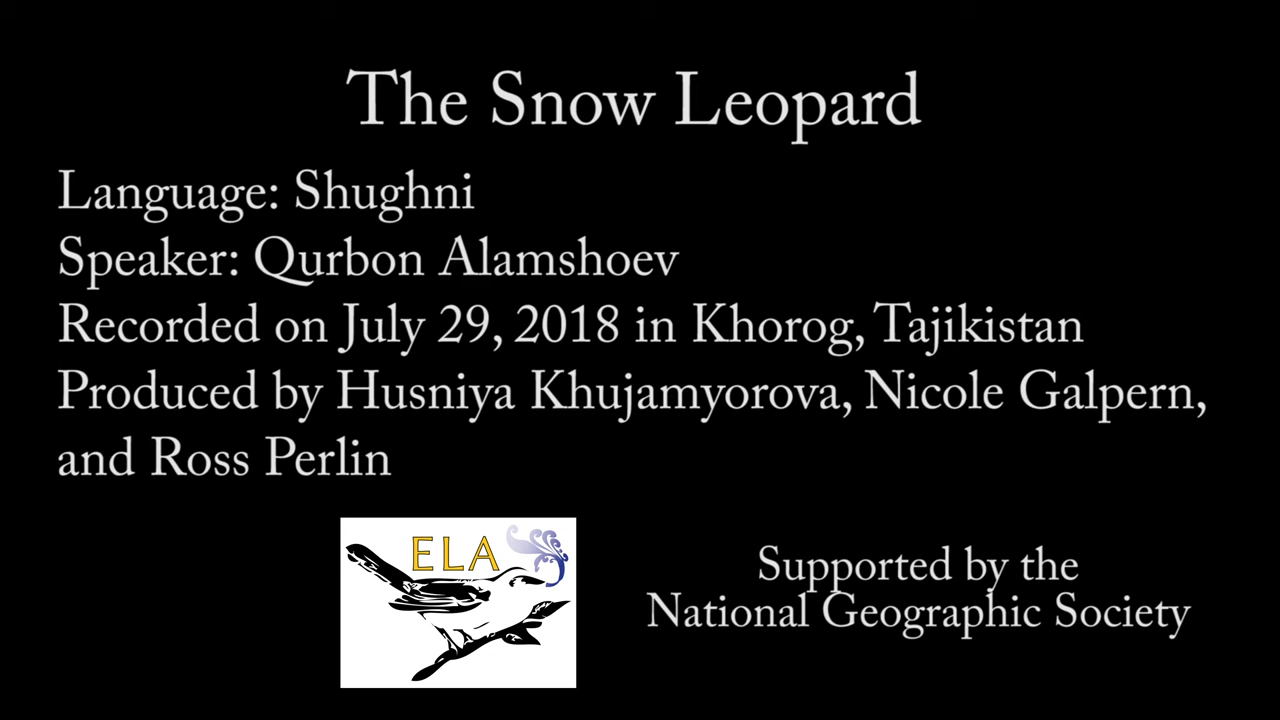 The Snow Leopard
Language: Shughni
Speaker: Qurbon Alamshoev
Recorded on July 29, 2018 in Khorog, Tajikistan
Produced by Husniya Khujamyorova, Nicole Galpern,
and Ross Perlin
ELA
Supported by the
National Geographic Society